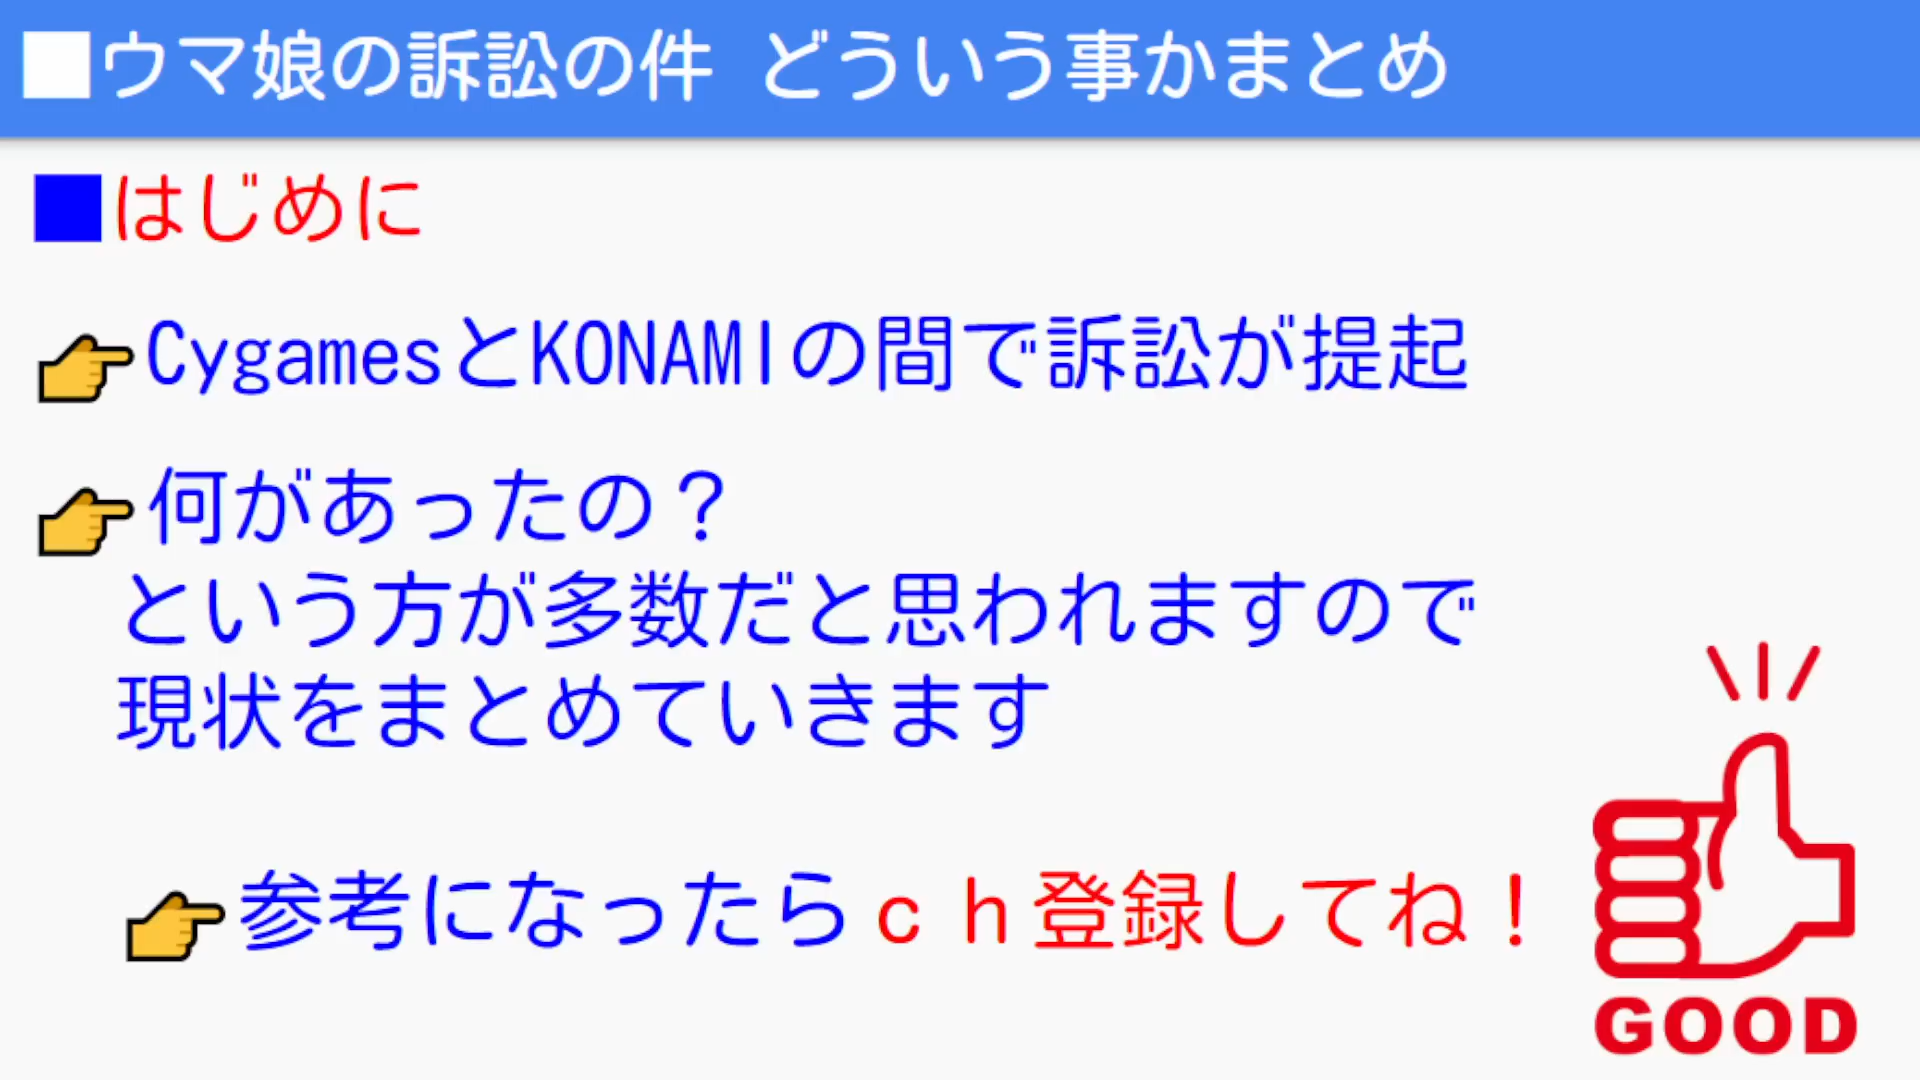 ■ウマ娘の訴訟の件 どういう事かまとめ
■はじめに
👉CygamesとKONAMIの間で訴訟が提起
👉何があったの？
という方が多数だと思われますので
現状をまとめていきます
👉参考になったらｃｈ登録してね！
GOOD